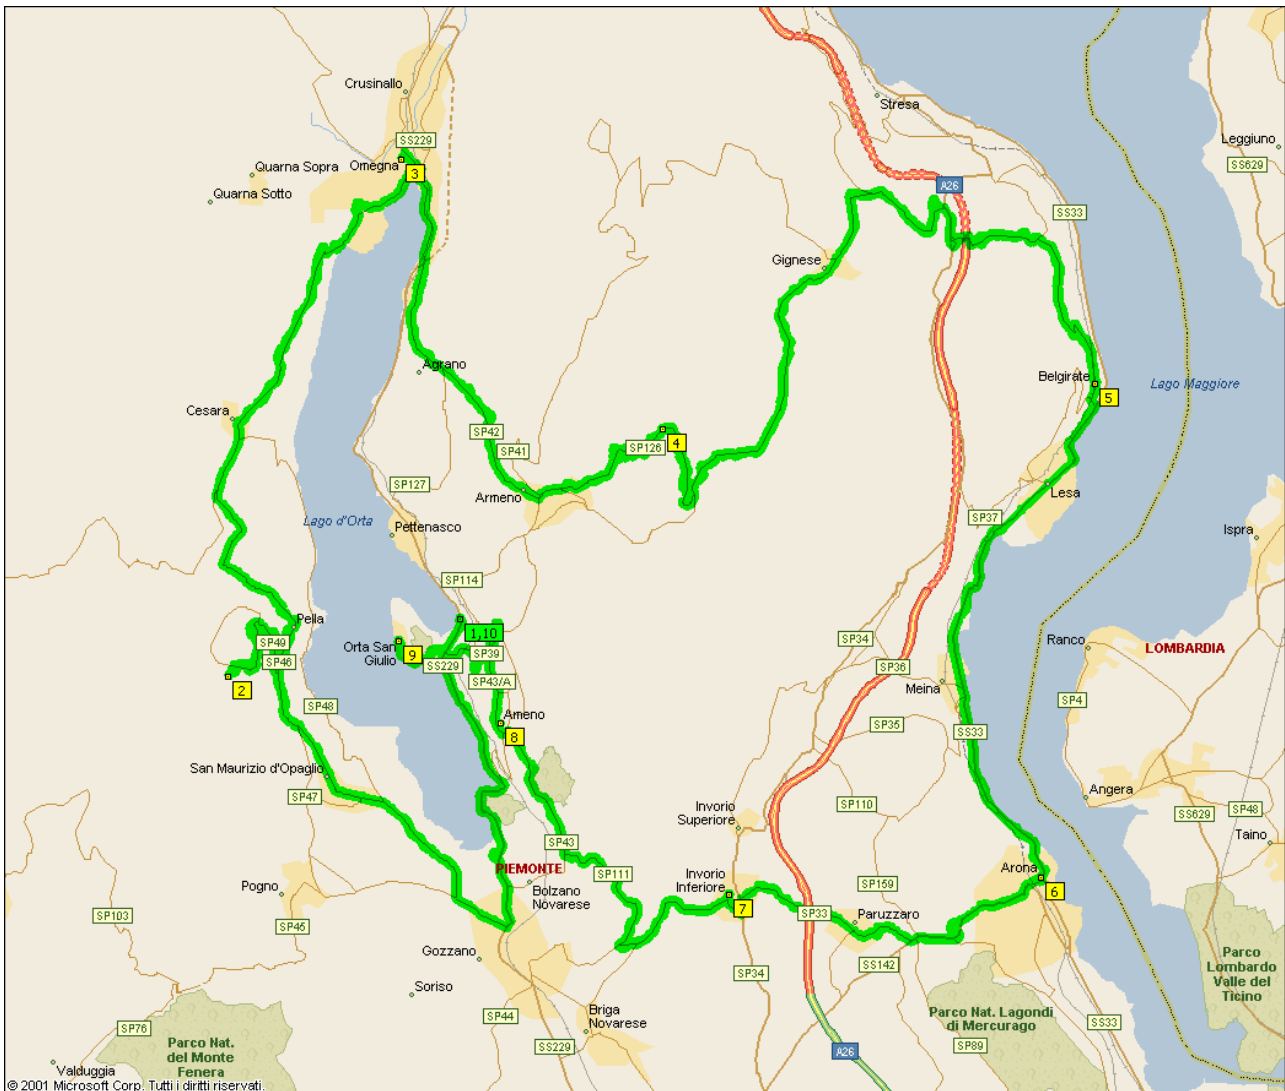 Crusinallo
Stresa
Leggiuno
SS229
Omegna
3
Quarna Sopra
Quarna Sotto
SS629
A26
SS33
Gignese
Agrano
Belgirate
5
Lago Maggiore
Cesara
SP42
SP126
4
SP41
SP127
Armeno
Lesa
Lago d'Orta
Pettenasco
SP37
Ispra
SP114
Pella
1,10
SP49
Orta San
Giulio
9
SS229
SP39
SP34
Ranco
LOMBARDIA
SP46
SP36
2
SP43/A
Meina
SP4
SP48
Ameno
8
SP35
SS33
San Maurizio d'Opaglio
SP47
SP110
Angera
Invorio
Superiore
SS629
SP48
Taino
SP43
PIEMONTE
SP111
Invorio
Inferiore
Arona
6
Pogno
Bolzano
Novarese
SP159
7
SP103
SP45
SP33
Paruzzaro
Gozzano
SS142
SP34
Parco
Lombardo
Valle del
Ticino
Soriso
Briga
Novarese
SP44
Parco Nat. Lagondi
di Mercurago
SS33
SP76
Parco Nat.
del Monte
Fenera
SS229
SP89
A26
Valduggia
© 2001 Microsoft Corp. Tutti i diritti riservati.